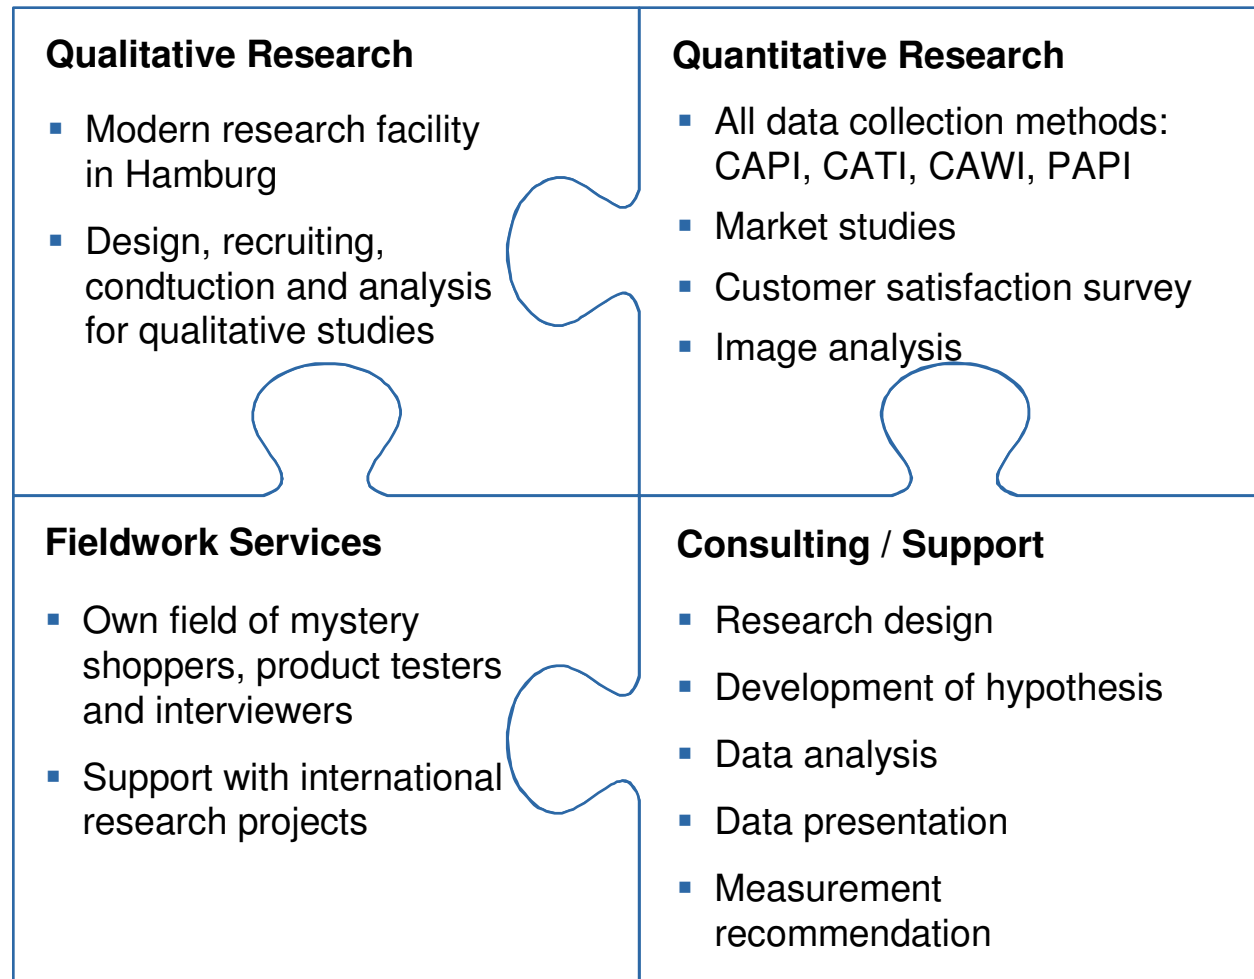 Qualitative Research
▪ Modern research facility
in Hamburg
▪ Design, recruiting,
condtuction and analysis
for qualitative studies
Quantitative Research
▪ All data collection methods:
CAPI, CATI, CAWI, PAPI
▪ Market studies
▪ Customer satisfaction survey
▪ Image analysis
Fieldwork Services
▪ Own field of mystery
shoppers, product testers
and interviewers
▪ Support with international
research projects
Consulting / Support
▪ Research design
▪ Development of hypothesis
▪ Data analysis
▪ Data presentation
▪ Measurement
recommendation